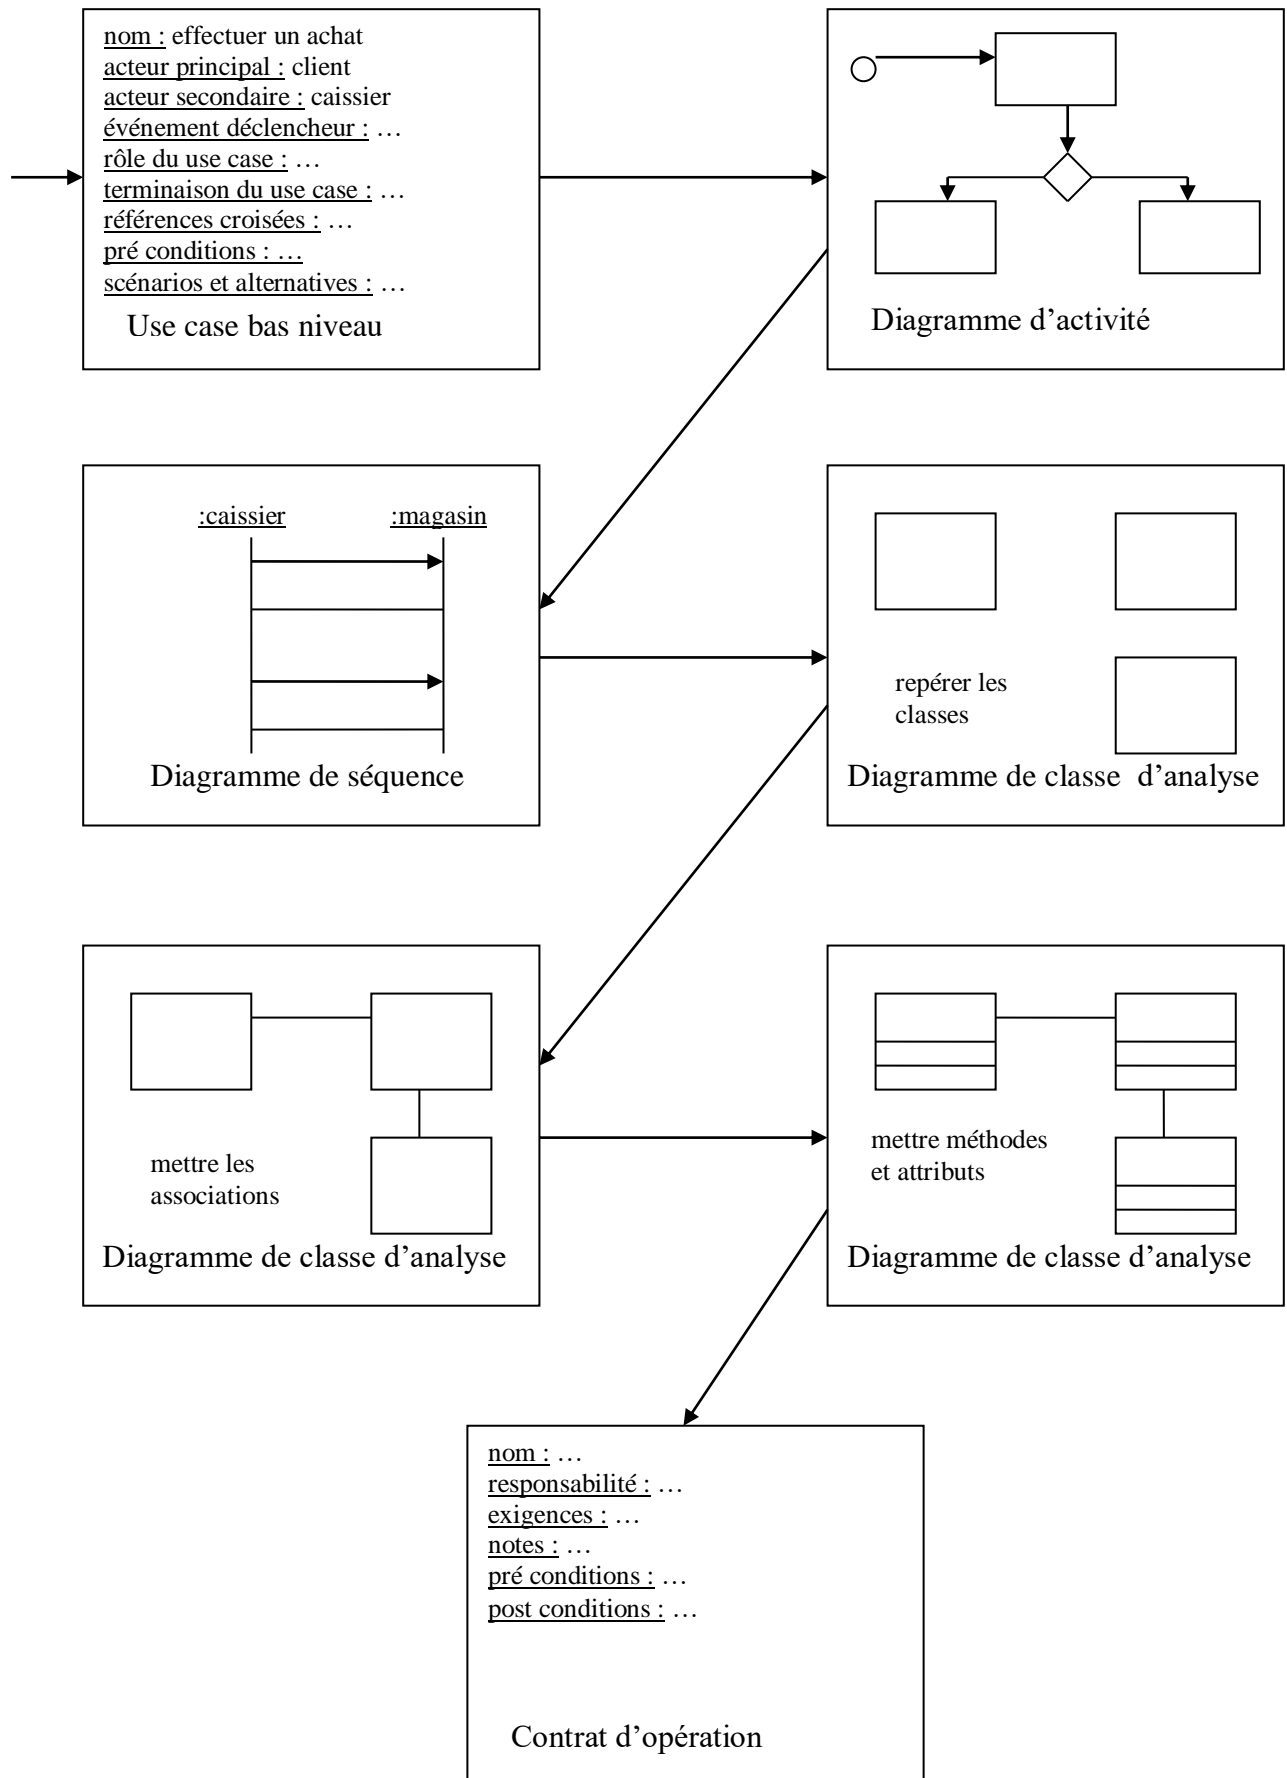 nom : effectuer un achat
acteur principal : client
acteur secondaire : caissier
événement déclencheur : …
rôle du use case : …
terminaison du use case : …
références croisées : …
pré conditions : …
scénarios et alternatives : …
Use case bas niveau
Diagramme d’activité
:caissier
:magasin
Diagramme de séquence
repérer les
classes
Diagramme de classe d’analyse
mettre les
associations
Diagramme de classe d’analyse
mettre méthodes
et attributs
Diagramme de classe d’analyse
nom : …
responsabilité : …
exigences : …
notes : …
pré conditions : …
post conditions : …
Contrat d’opération